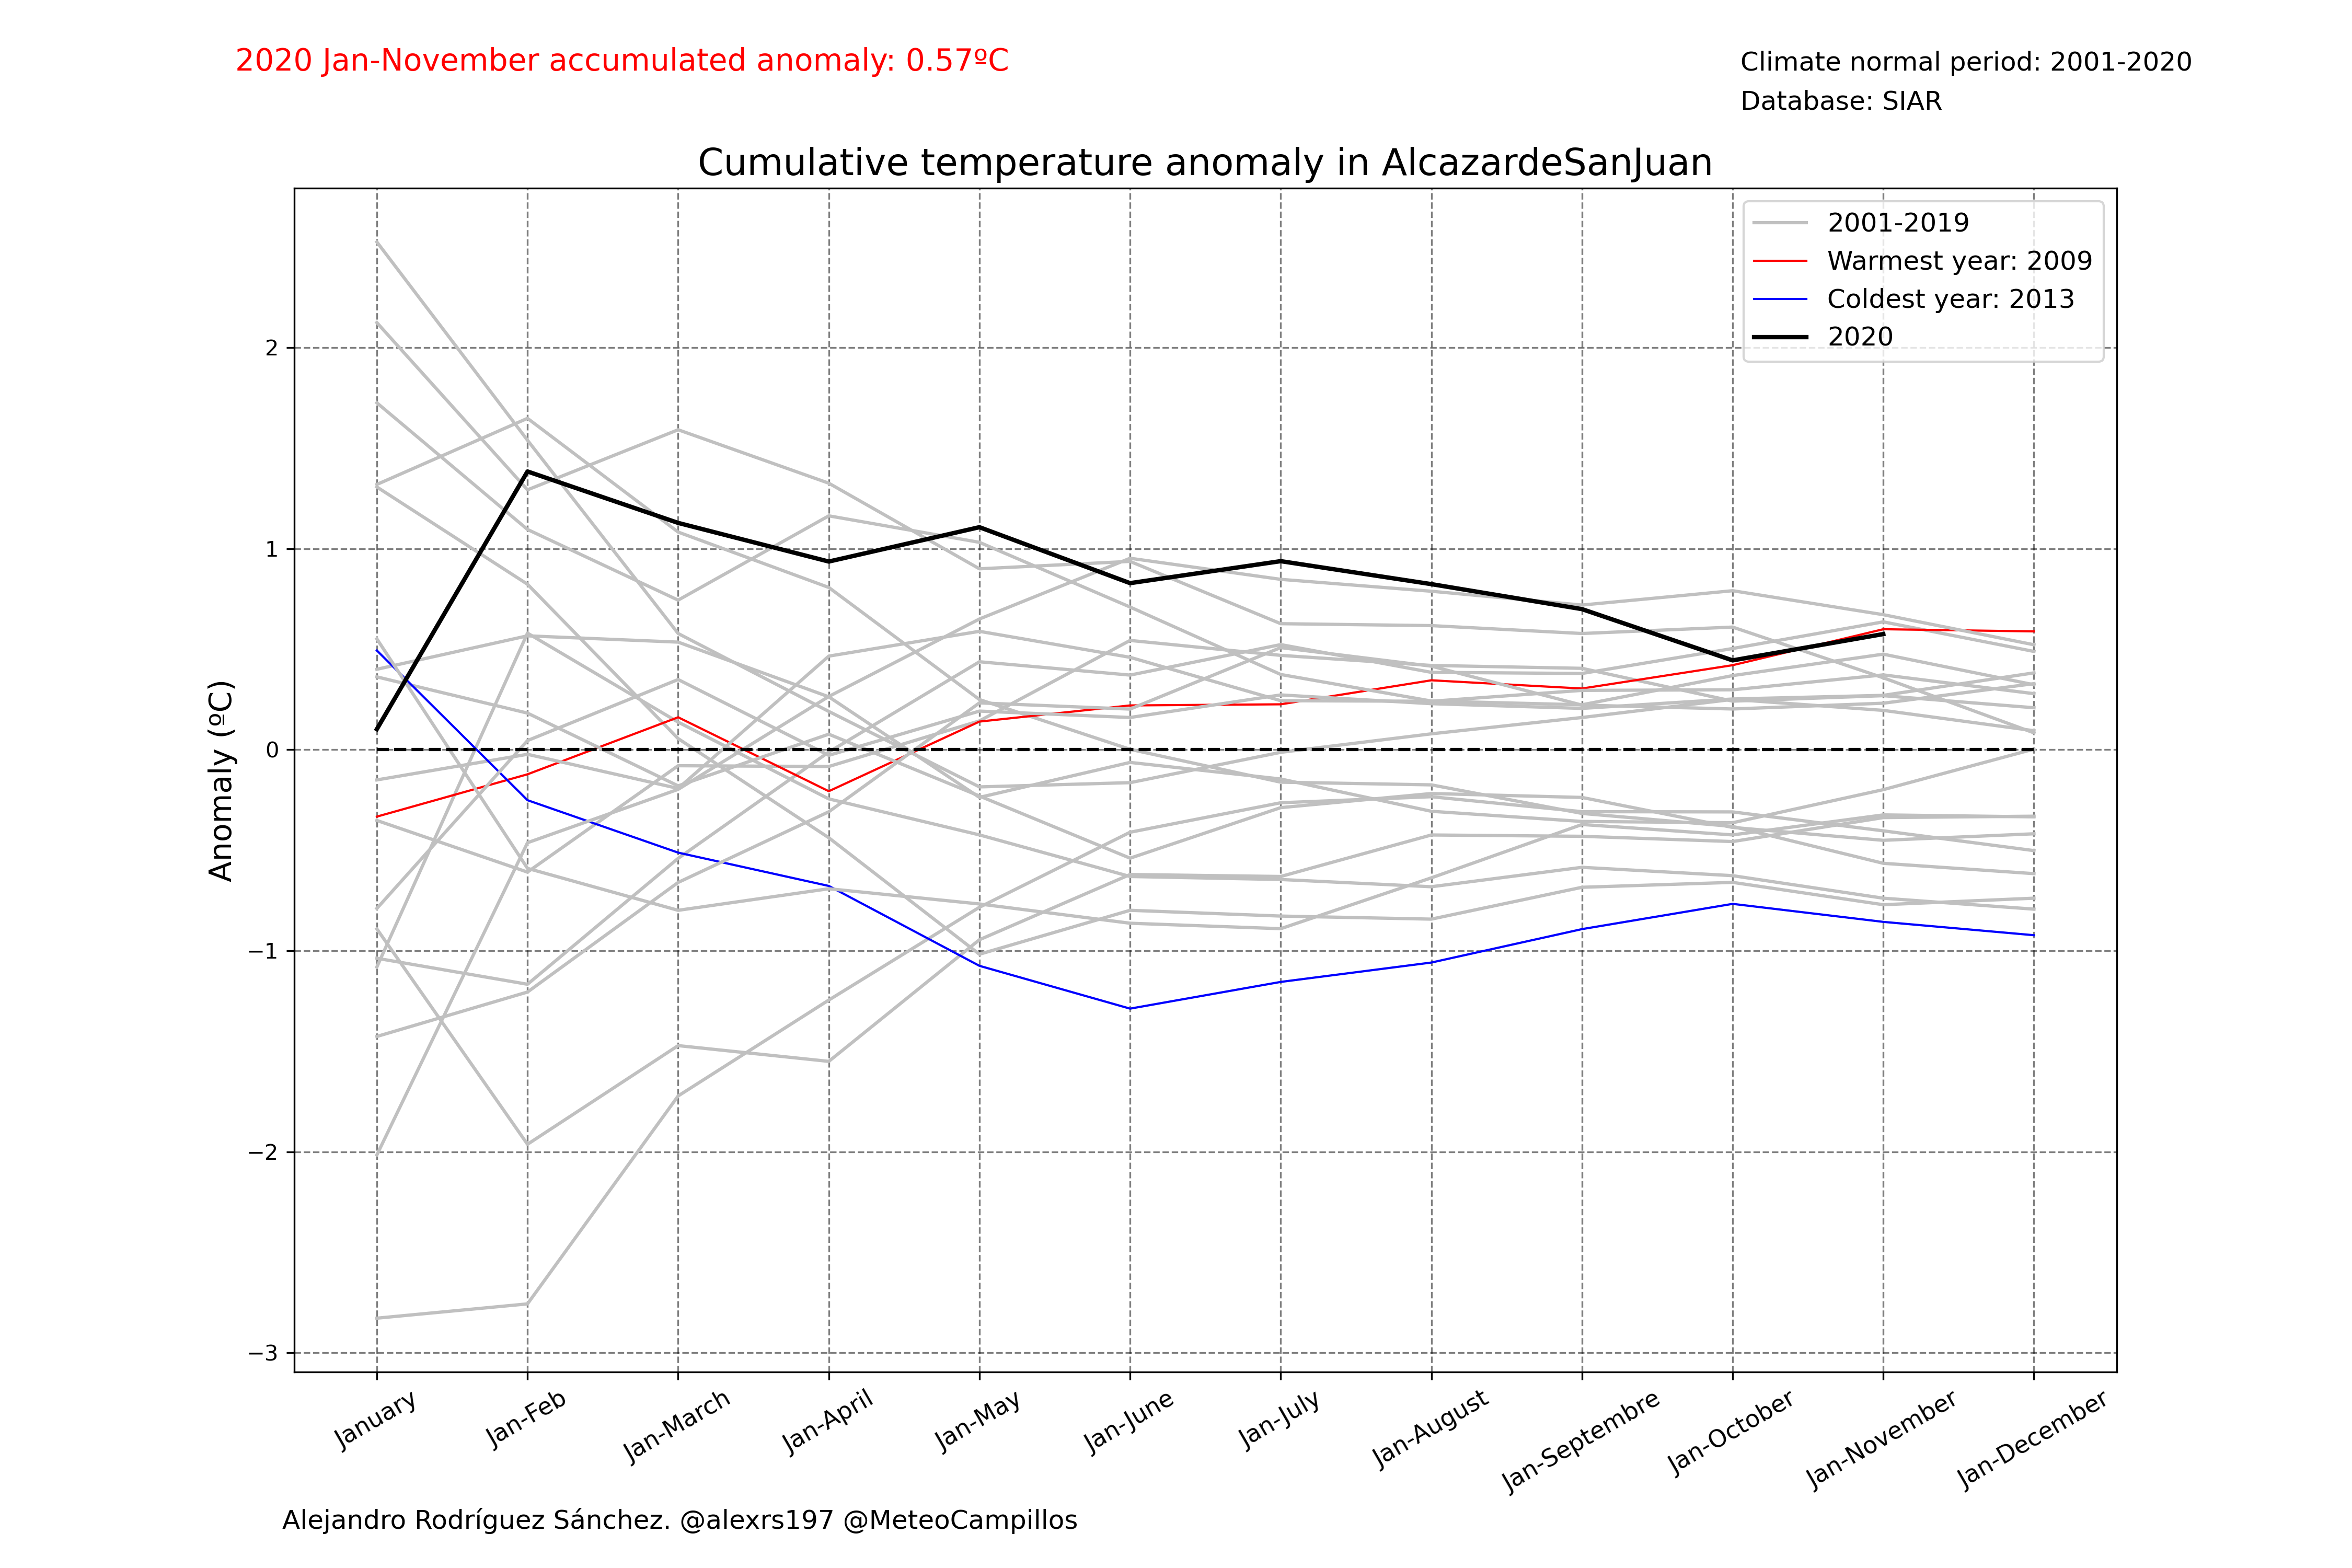 2020 Jan-November accumulated anomaly: 0.57ºC
Climate normal period: 2001-2020
Database: SIAR
Cumulative temperature anomaly in AlcazardeSanJuan
2001-2019
Warmest year: 2009
Coldest year: 2013
2020
Anomaly (ºC)
2
1
0
−1
−2
−3
January
Jan-Feb
Jan-March
Jan-April
Jan-May
Jan-June
Jan-July
Jan-August
Jan-Septembre
Jan-October
Jan-November
Jan-December
Alejandro Rodríguez Sánchez. @alexrs197 @MeteoCampillos